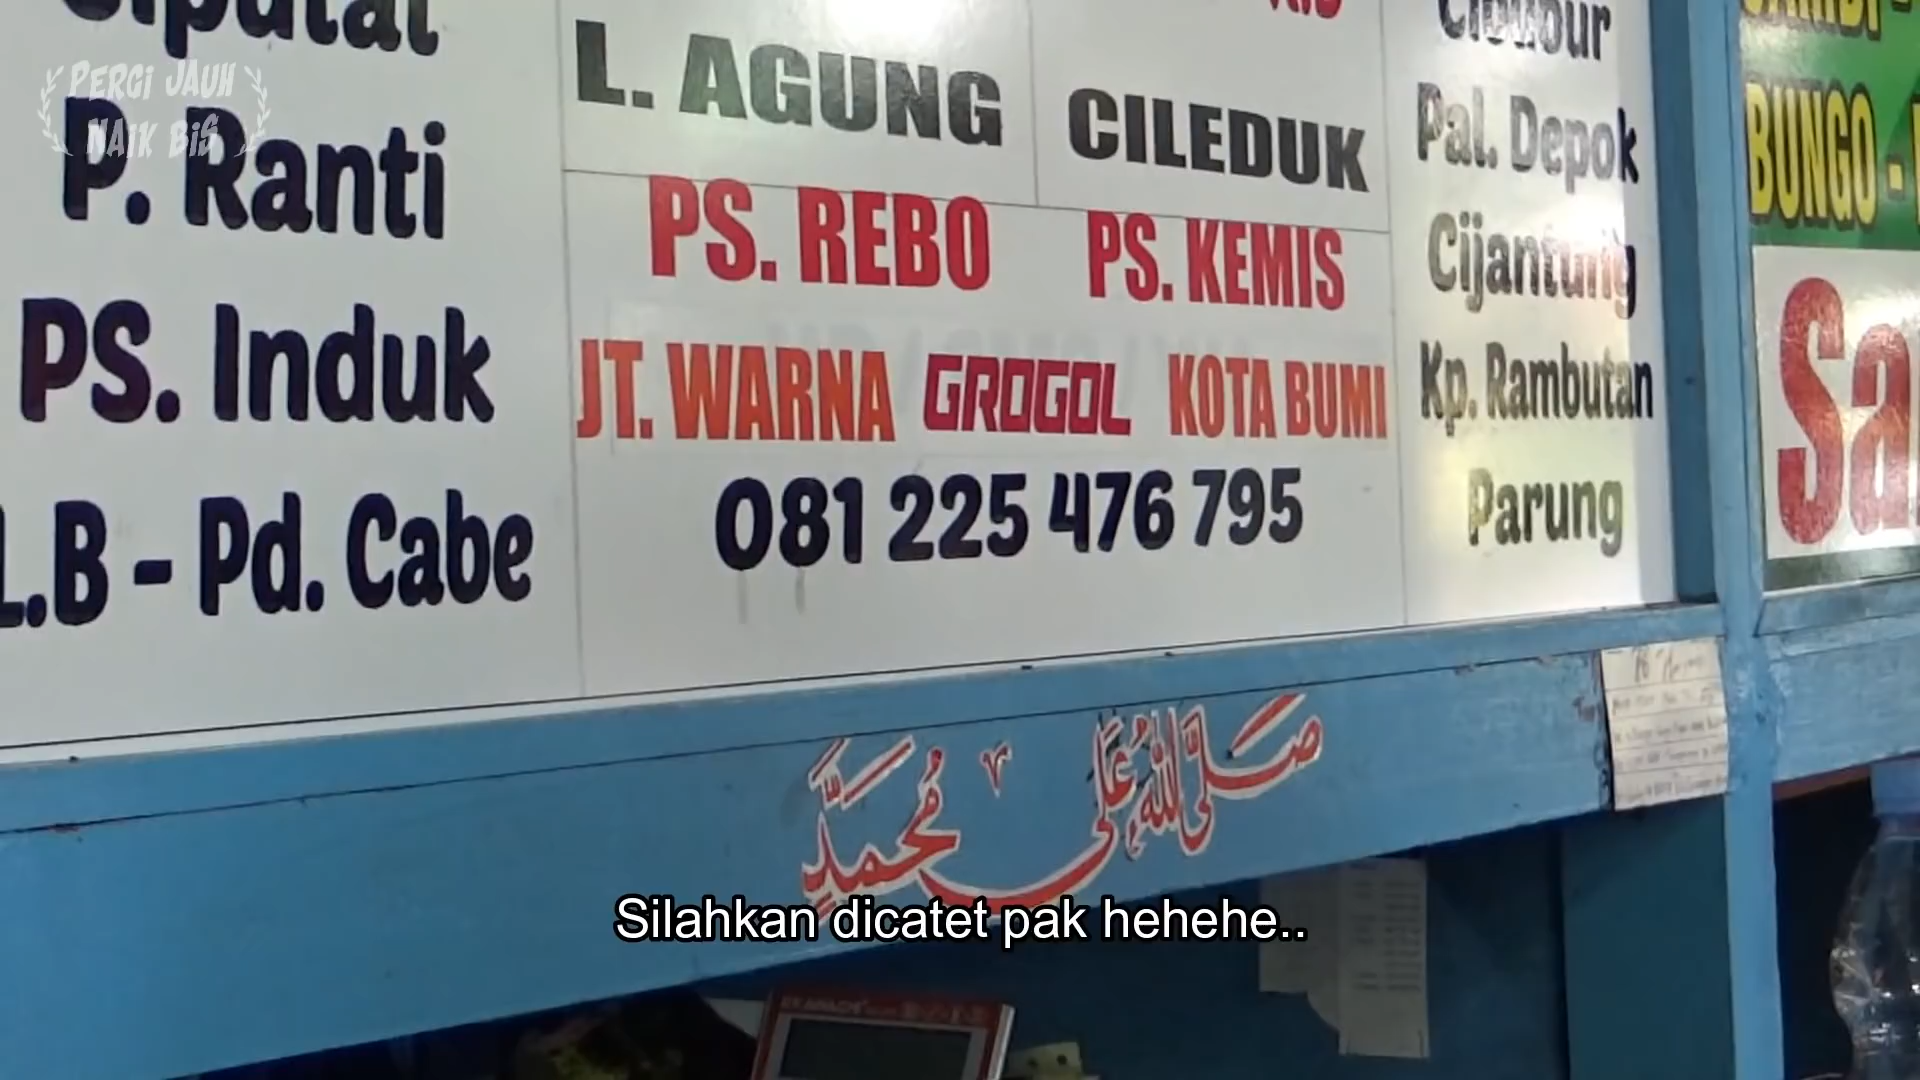 PERGI JAUH
NAIK BiS
Ciputat
P. Ranti
PS. Induk
L.B - Pd. Cabe
L. AGUNG
CILEDUK
PS. REBO PS. KEMIS
JT. WARNA GROGOL KOTA BUMI
081 225 476 795
Cibubur
Pal. Depok
Cijantung
Kp. Rambutan
Parung
BUNGO -
Sa
صلى الله على محمد
Silahkan dicatet pak hehehe..